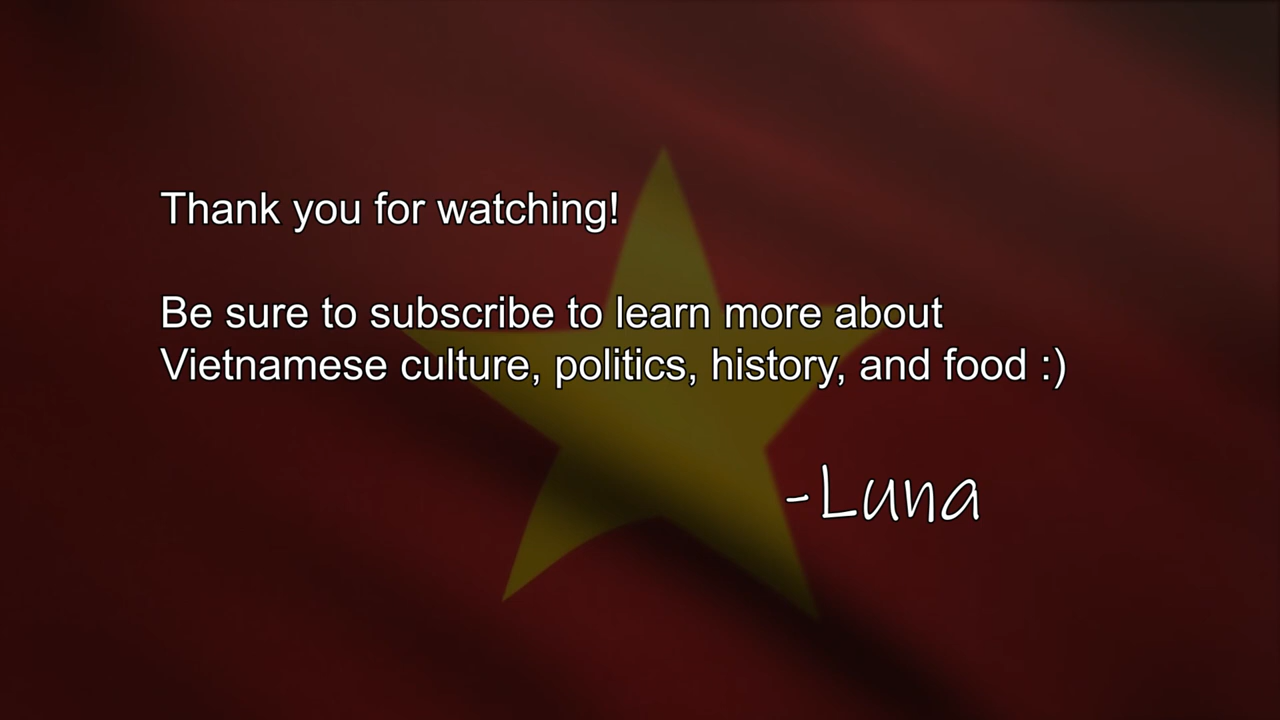 Thank you for watching!
Be sure to subscribe to learn more about
Vietnamese culture, politics, history, and food :)
-Luna